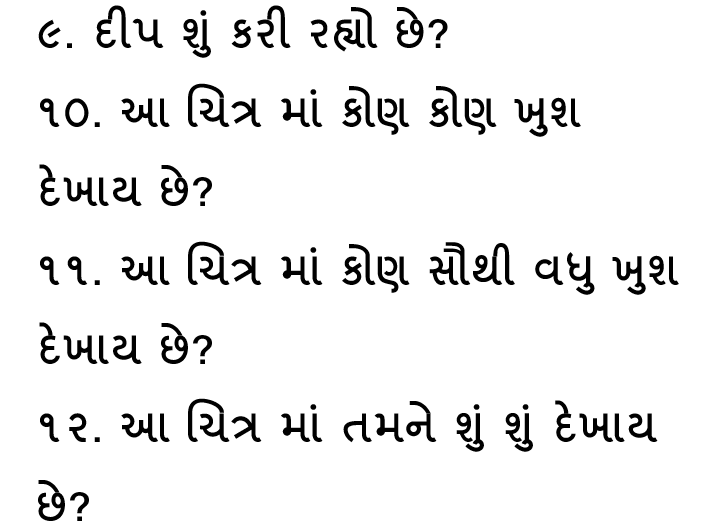 ૯. દીપ શું કરી રહ્યો છે?
૧૦. આ ચિત્ર માં કોણ કોણ ખુશ
દેખાય છે?
૧૧. આ ચિત્ર માં કોણ સૌથી વધુ ખુશ
દેખાય છે?
૧૨. આ ચિત્ર માં તમને શું શું દેખાય
છે?